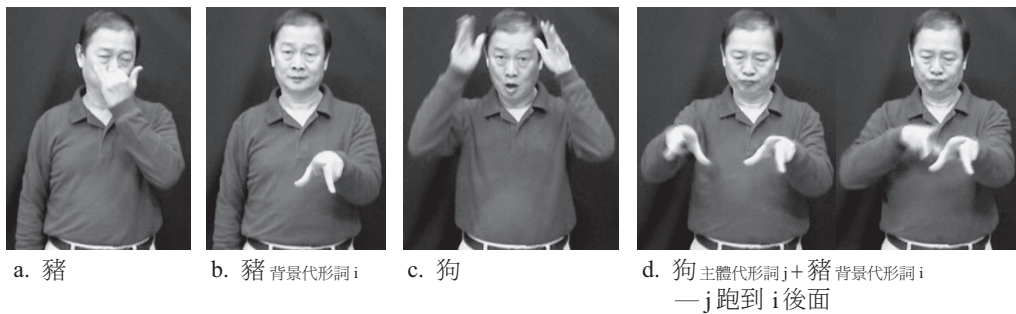 a. 豬
b. 豬 背景代形詞 i
c. 狗
d. 狗 主體代形詞 j + 豬 背景代形詞 i
— j 跑到 i 後面